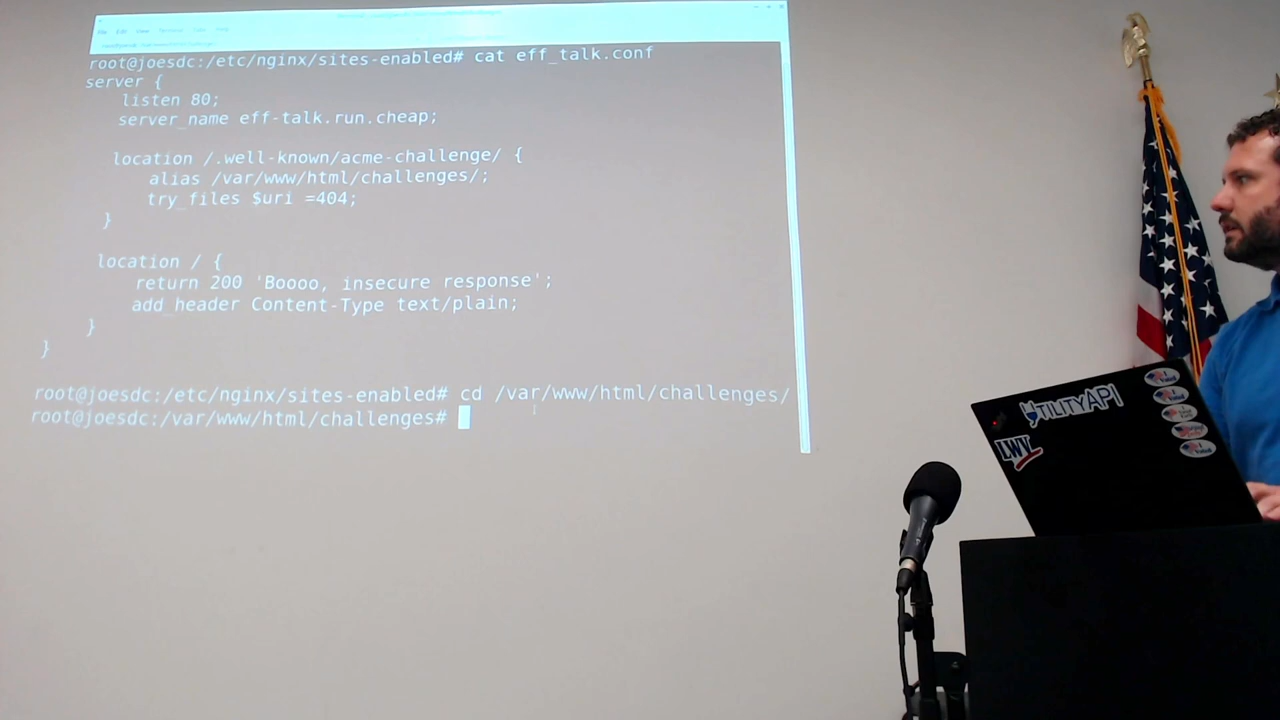 File Edit View
root@joesdc:/etc/nginx/sites-enabled# cat eff_talk.conf
server {
listen 80;
server_name eff-talk.run.cheap;
location /.well-known/acme-challenge/ {
alias /var/www/html/challenges/;
try_files $uri =404;
}
location / {
return 200 'Boooo, insecure response';
add_header Content-Type text/plain;
}
}
root@joesdc:/etc/nginx/sites-enabled# cd /var/www/html/challenges/
root@joesdc:/var/www/html/challenges#
UTILITYAPI
LWV